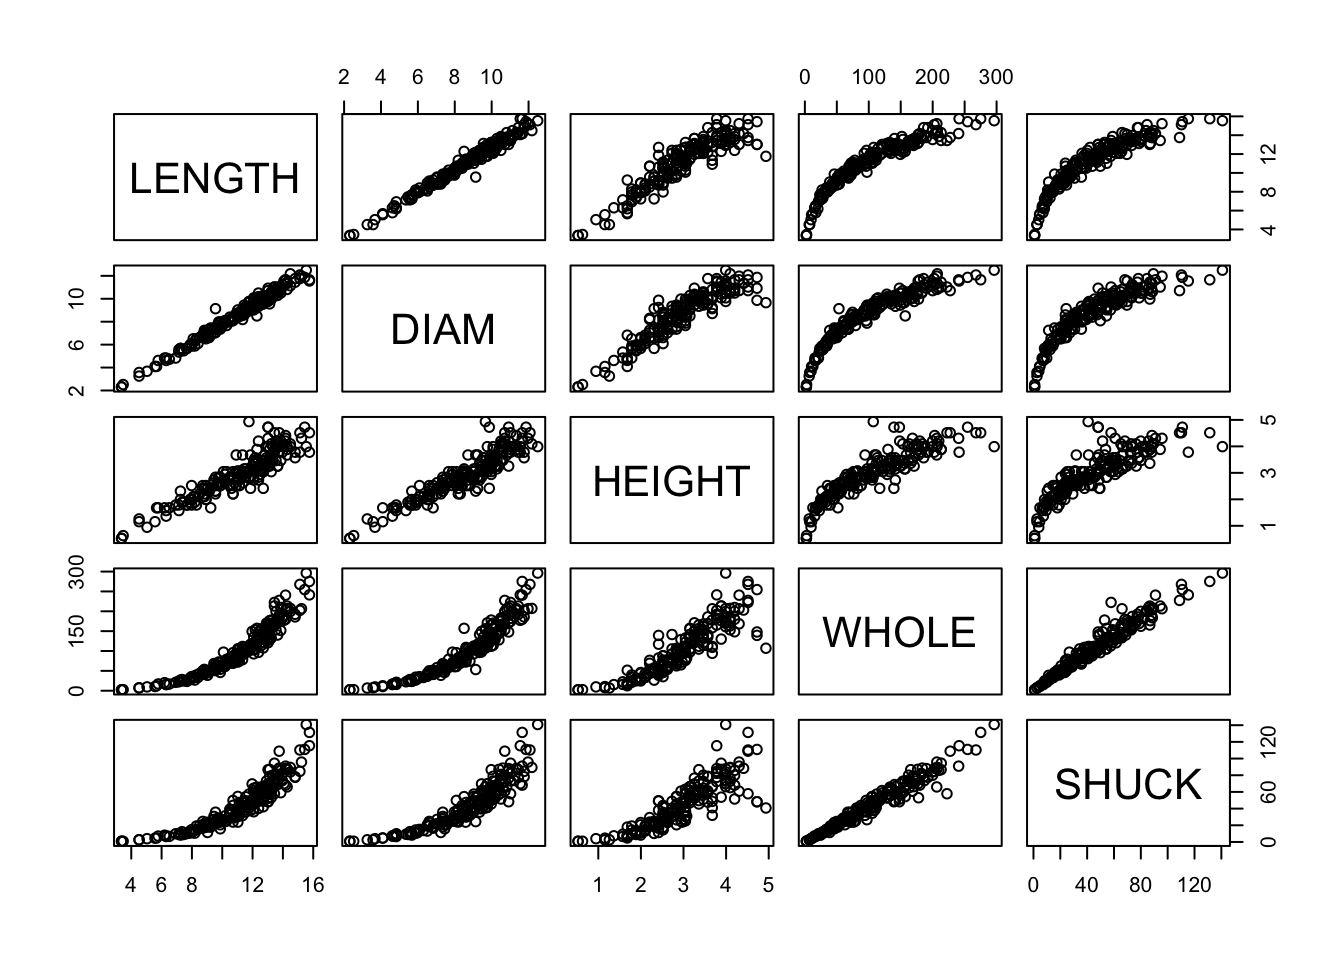 2 4 6 8 10
0 100 200 300
LENGTH
4 8 12
2 6 10
DIAM
HEIGHT
1 3 5
0 150 300
WHOLE
SHUCK
0 60 120
4 6 8 12 16
1 2 3 4 5
0 40 80 120